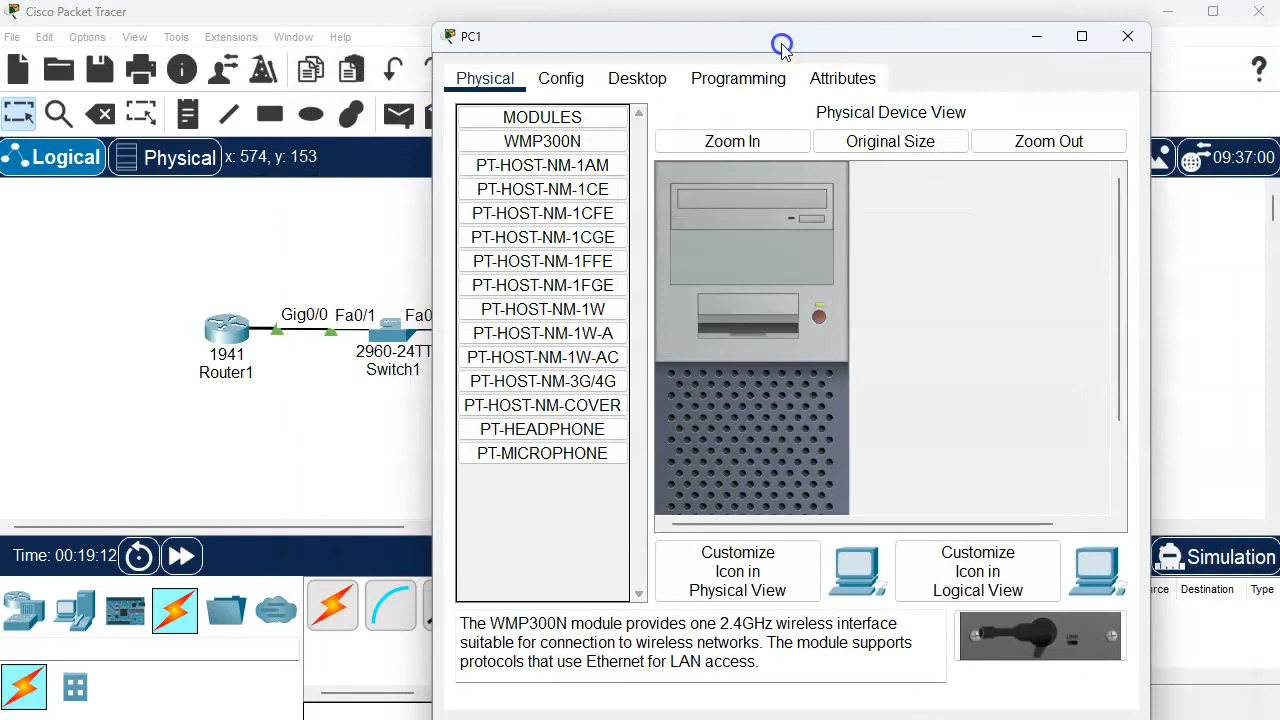 Cisco Packet Tracer
File Edit Options View Tools Extensions Window Help
PC1
Physical Config Desktop Programming Attributes
Logical Physical x: 574, y: 153
09:37:00
MODULES
WMP300N
PT-HOST-NM-1AM
PT-HOST-NM-1CE
PT-HOST-NM-1CFE
PT-HOST-NM-1CGE
PT-HOST-NM-1FFE
PT-HOST-NM-1FGE
PT-HOST-NM-1W
PT-HOST-NM-1W-A
PT-HOST-NM-1W-AC
PT-HOST-NM-3G/4G
PT-HOST-NM-COVER
PT-HEADPHONE
PT-MICROPHONE
Physical Device View
Zoom In Original Size Zoom Out
Gig0/0 Fa0/1 Fa0
1941
Router1
2960-24TT
Switch1
Customize
Icon in
Physical View
Customize
Icon in
Logical View
The WMP300N module provides one 2.4GHz wireless interface
suitable for connection to wireless networks. The module supports
protocols that use Ethernet for LAN access.
Time: 00:19:12
Simulation
rce Destination Type